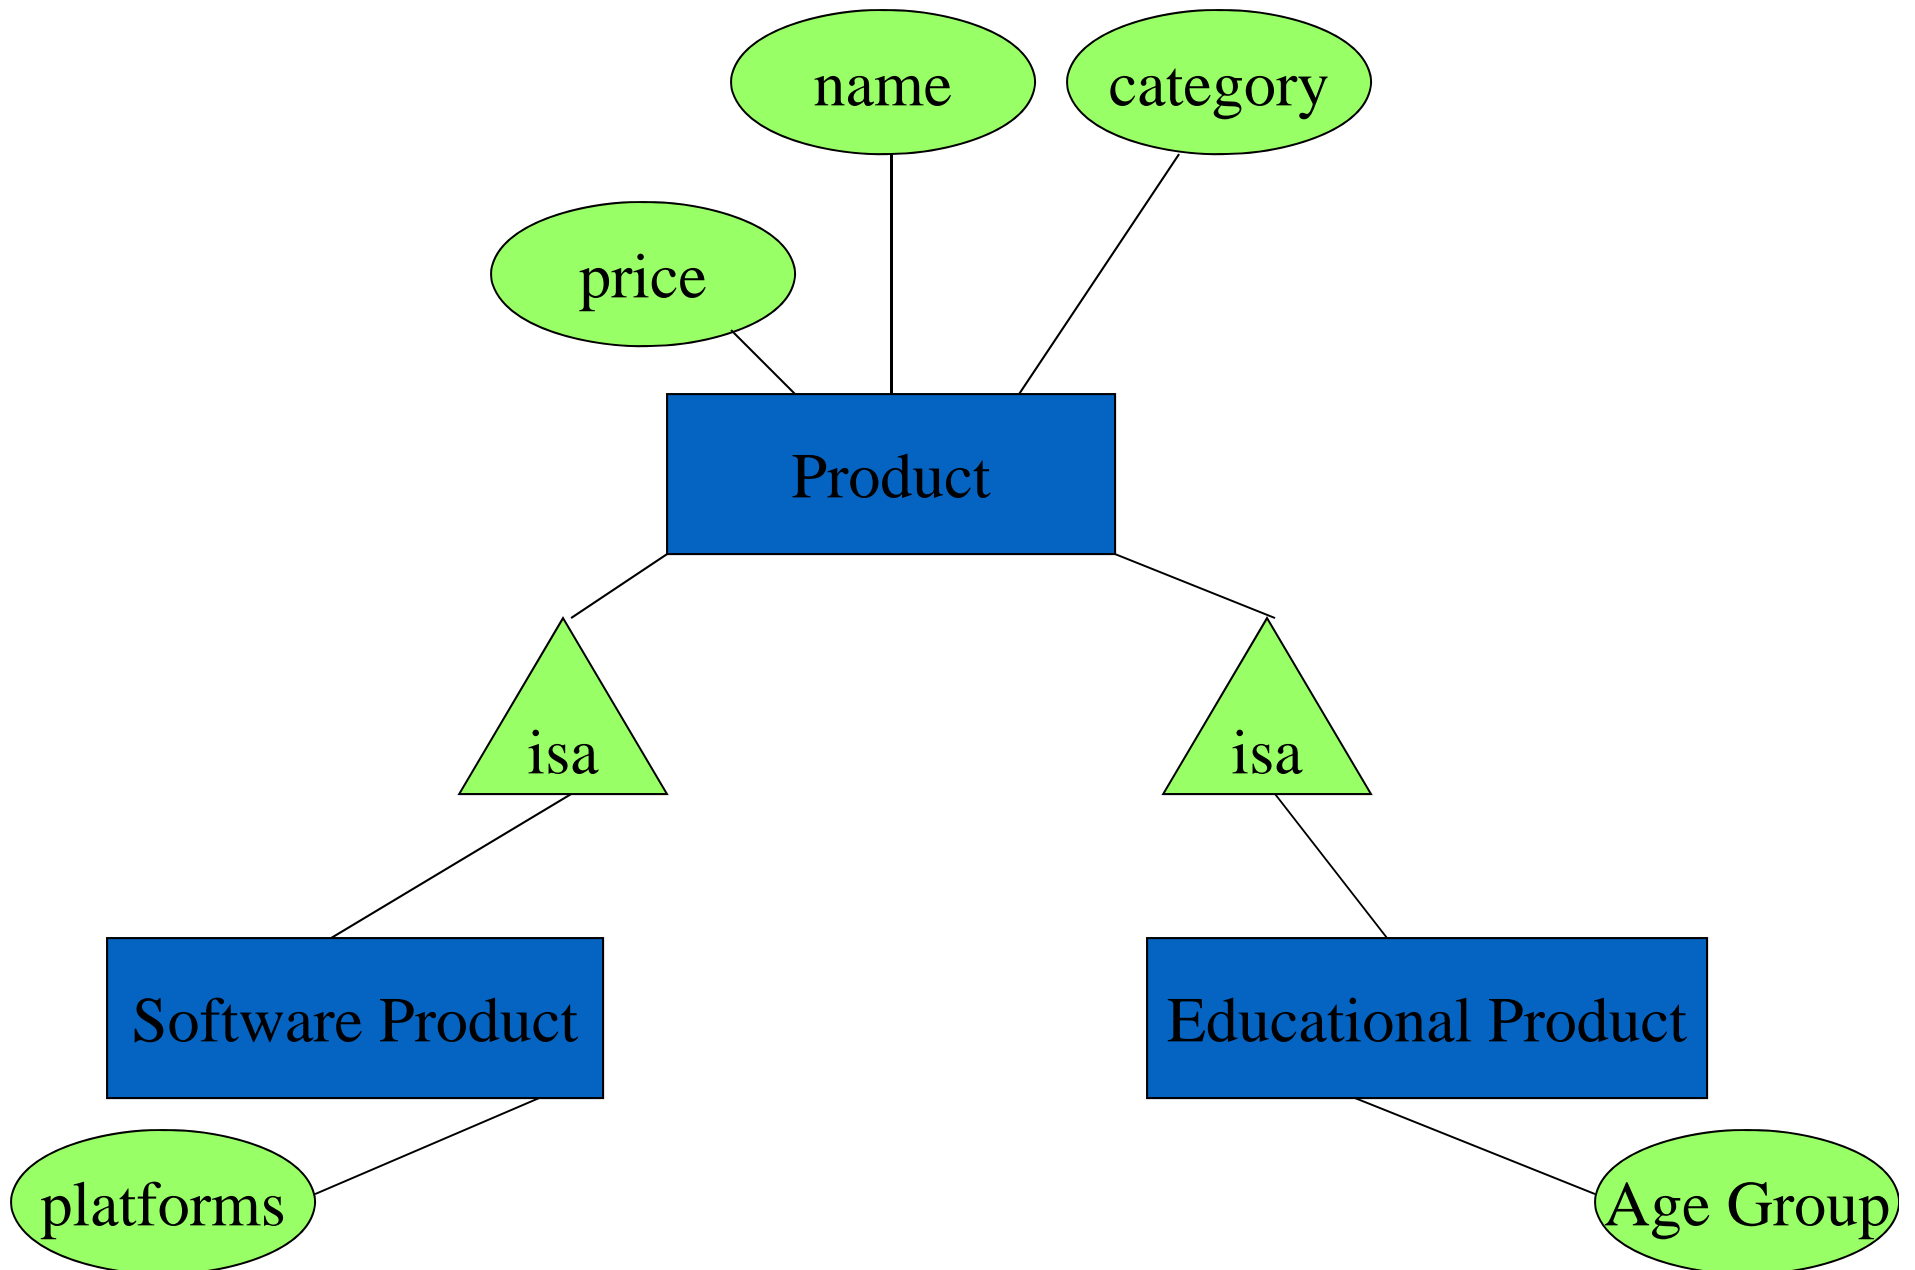 name
category
price
Product
isa
isa
Software Product
Educational Product
platforms
Age Group